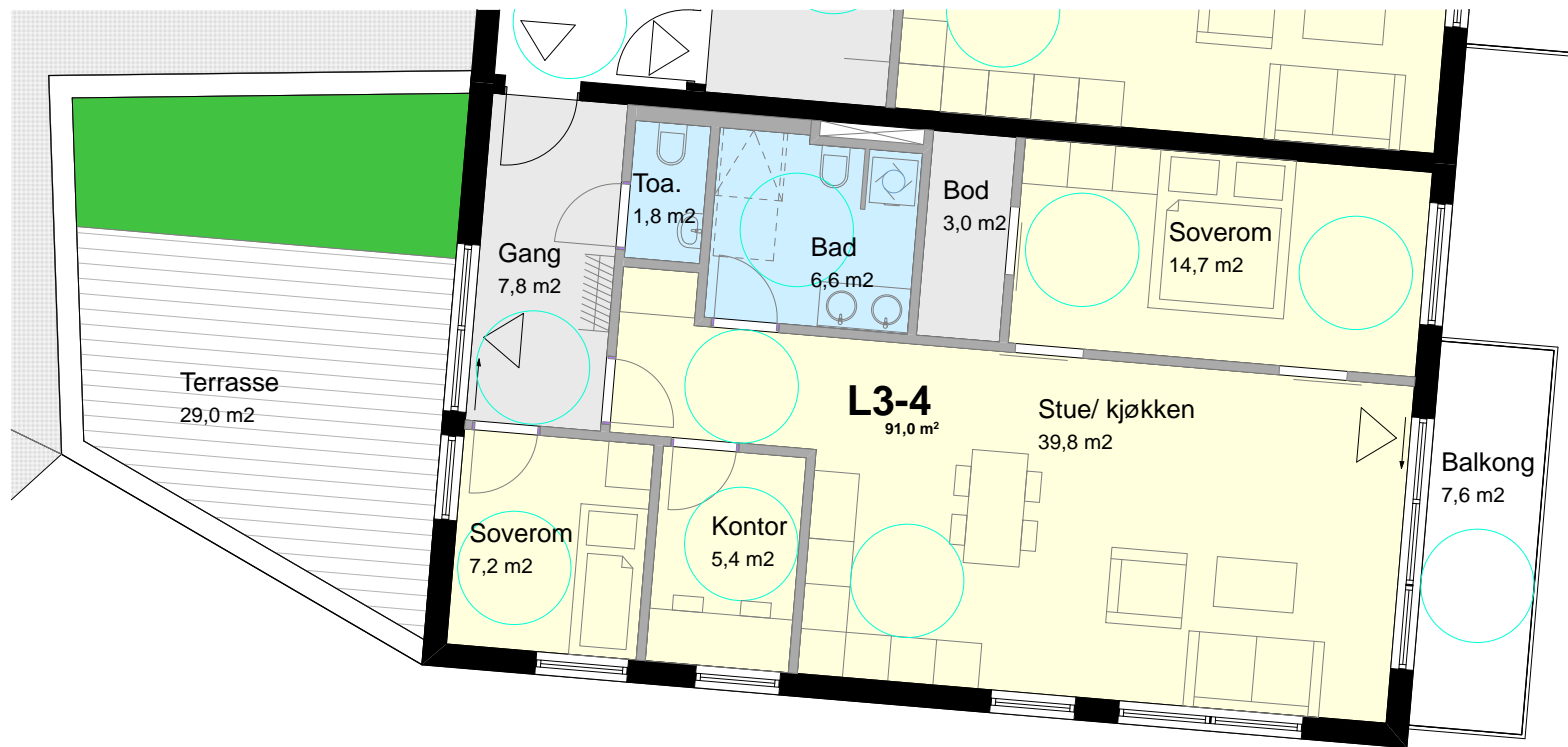 Toa.
1,8 m2
Bod
3,0 m2
Soverom
14,7 m2
Gang
7,8 m2
Bad
6,6 m2
Terrasse
29,0 m2
L3-4
91,0 m²
Stue/ kjøkken
39,8 m2
Balkong
7,6 m2
Soverom
7,2 m2
Kontor
5,4 m2